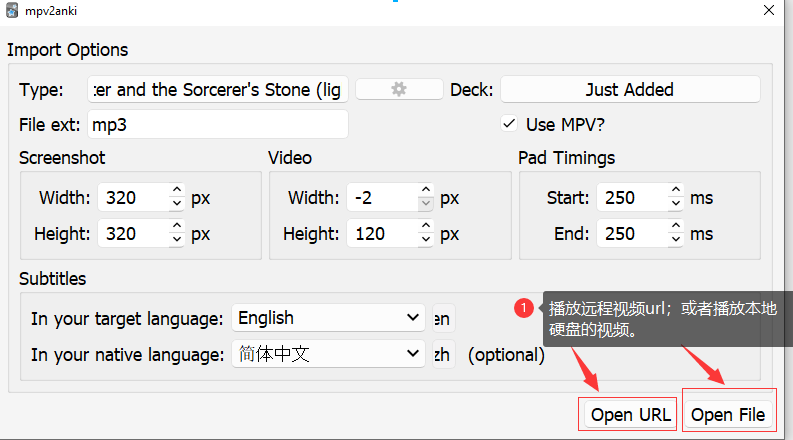 mpv2anki
Import Options
Type: :er and the Sorcerer's Stone (lig Deck: Just Added
File ext: mp3 Use MPV?
Screenshot Video Pad Timings
Width: 320 px Width: -2 px Start: 250 ms
Height: 320 px Height: 120 px End: 250 ms
Subtitles
In your target language: English en
In your native language: 简体中文 zh (optional)
1 播放远程视频url；或者播放本地
硬盘的视频。
Open URL Open File